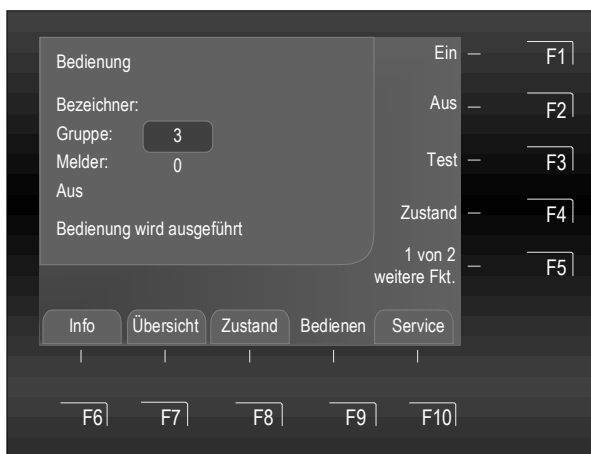 Bedienung
Bezeichner:
Gruppe: 3
Melder: 0
Aus
Bedienung wird ausgeführt
Ein F1
Aus F2
Test F3
Zustand F4
1 von 2
weitere Fkt. F5
Info Übersicht Zustand Bedienen Service
F6 F7 F8 F9 F10